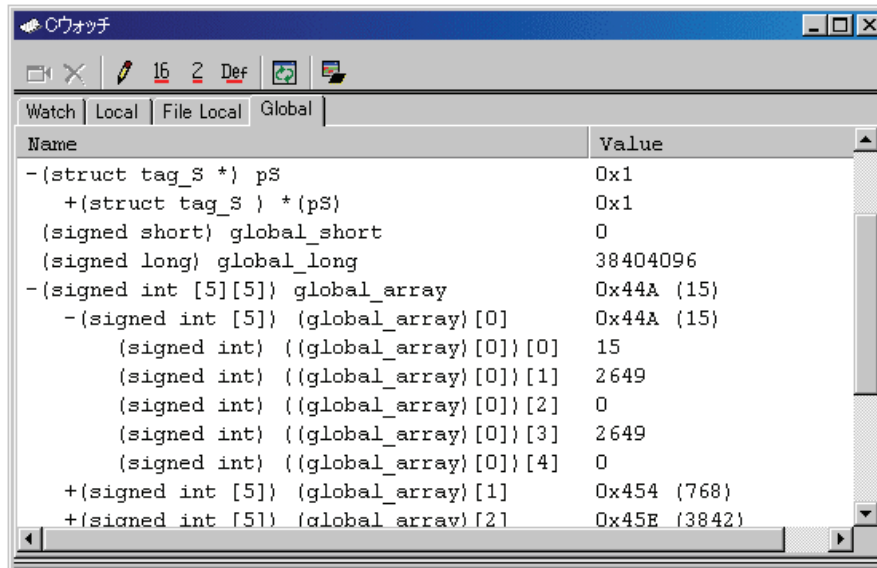 Cウォッチ
16 2 Def
Watch Local File Local Global
Name Value
-(struct tag_S *) pS 0x1
+(struct tag_S ) *(pS) 0x1
(signed short) global_short 0
(signed long) global_long 38404096
-(signed int [5][5]) global_array 0x44A (15)
-(signed int [5]) (global_array)[0] 0x44A (15)
(signed int) ((global_array)[0])[0] 15
(signed int) ((global_array)[0])[1] 2649
(signed int) ((global_array)[0])[2] 0
(signed int) ((global_array)[0])[3] 2649
(signed int) ((global_array)[0])[4] 0
+(signed int [5]) (global_array)[1] 0x454 (768)
+(signed int [5]) (global_array)[2] 0x45E (3842)